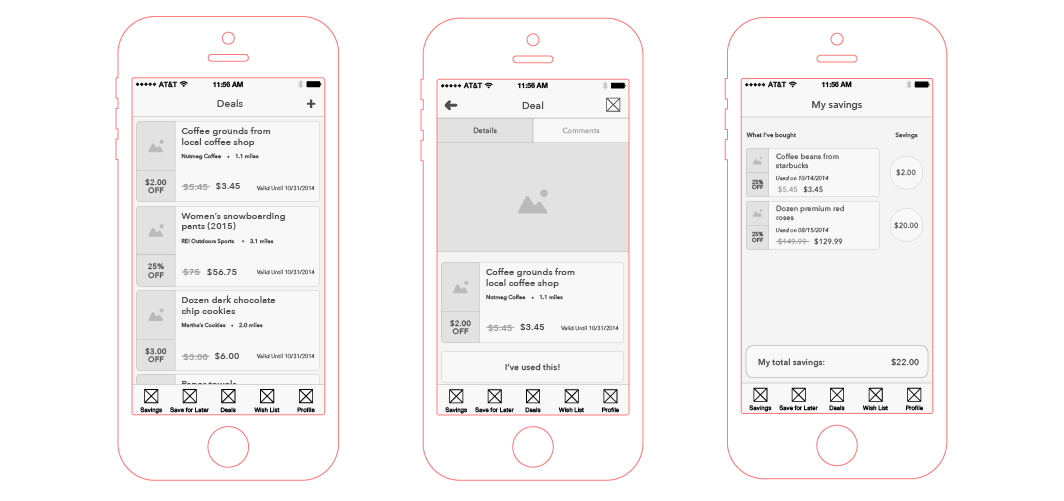 AT&T 11:56 AM
Deals +
Coffee grounds from
local coffee shop
Nutmeg Coffee • 1.1 miles
$2.00
OFF
$5.45 $3.45 Valid Until 10/31/2014
Women's snowboarding
pants (2015)
REI Outdoors Sports • 3.1 miles
25%
OFF
$75 $56.75 Valid Until 10/31/2014
Dozen dark chocolate
chip cookies
Martha's Cookies • 2.0 miles
$3.00
OFF
$3.00 $6.00 Valid Until 10/31/2014
Savings Save for Later Deals Wish List Profile
AT&T 11:56 AM
Deal
Details Comments
Coffee grounds from
local coffee shop
Nutmeg Coffee • 1.1 miles
$2.00
OFF
$5.45 $3.45 Valid Until 10/31/2014
I've used this!
Savings Save for Later Deals Wish List Profile
AT&T 11:56 AM
My savings
What I've bought Savings
Coffee beans from
starbucks
Used on 10/14/2014
25%
OFF
$5.45 $3.45
$2.00
Dozen premium red
roses
Used on 08/15/2014
25%
OFF
$149.99 $129.99
$20.00
My total savings: $22.00
Savings Save for Later Deals Wish List Profile